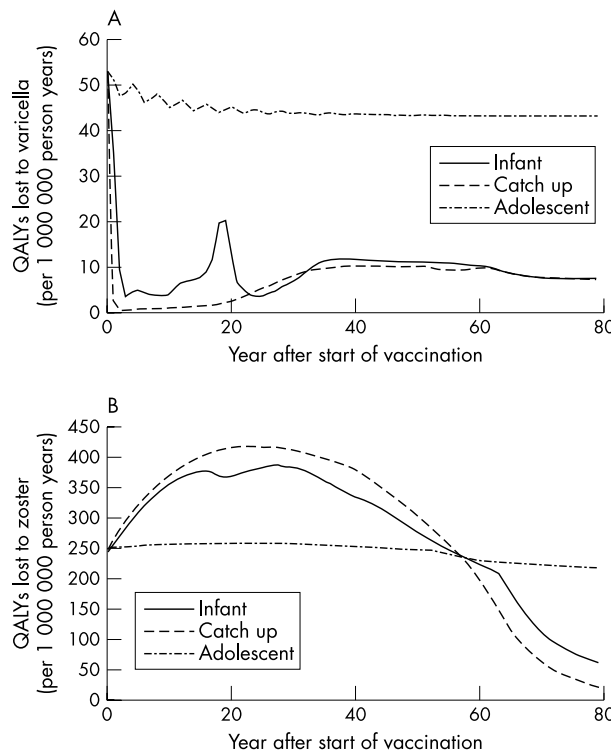 A
60
50
40
30
20
10
0
QALYs lost to varicella
(per 1 000 000 person years)
Infant
Catch up
Adolescent
0
20
40
60
80
Year after start of vaccination
B
450
400
350
300
250
200
150
100
50
0
QALYs lost to zoster
(per 1 000 000 person years)
Infant
Catch up
Adolescent
0
20
40
60
80
Year after start of vaccination